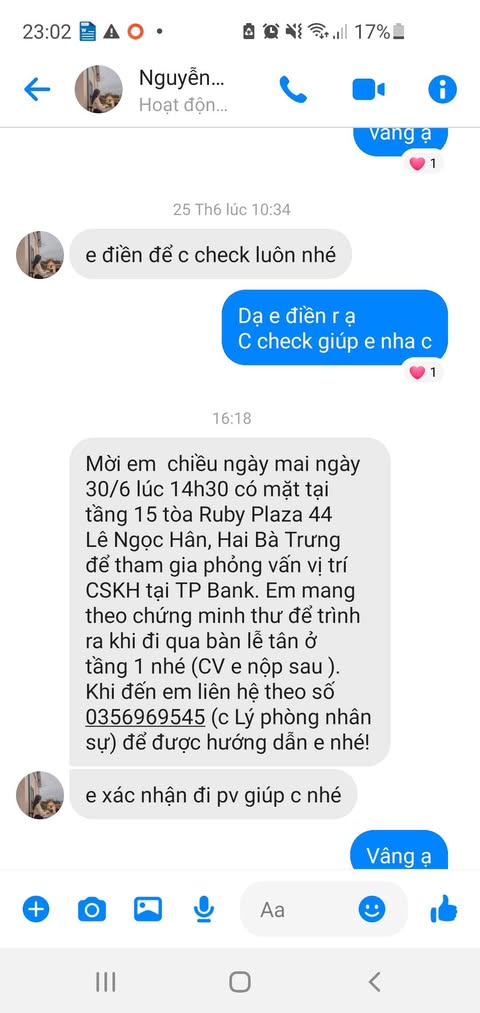 23:02
17%
Nguyễn...
Hoạt độn...
Vâng ạ
1
25 Th6 lúc 10:34
e điền để c check luôn nhé
Dạ e điền r ạ
C check giúp e nha c
1
16:18
Mời em  chiều ngày mai ngày
30/6 lúc 14h30 có mặt tại
tầng 15 tòa Ruby Plaza 44
Lê Ngọc Hân, Hai Bà Trưng
để tham gia phỏng vấn vị trí
CSKH tại TP Bank. Em mang
theo chứng minh thư để trình
ra khi đi qua bàn lễ tân ở
tầng 1 nhé (CV e nộp sau ).
Khi đến em liên hệ theo số
0356969545 (c Lý phòng nhân
sự) để được hướng dẫn e nhé!
e xác nhận đi pv giúp c nhé
Vâng ạ
Aa